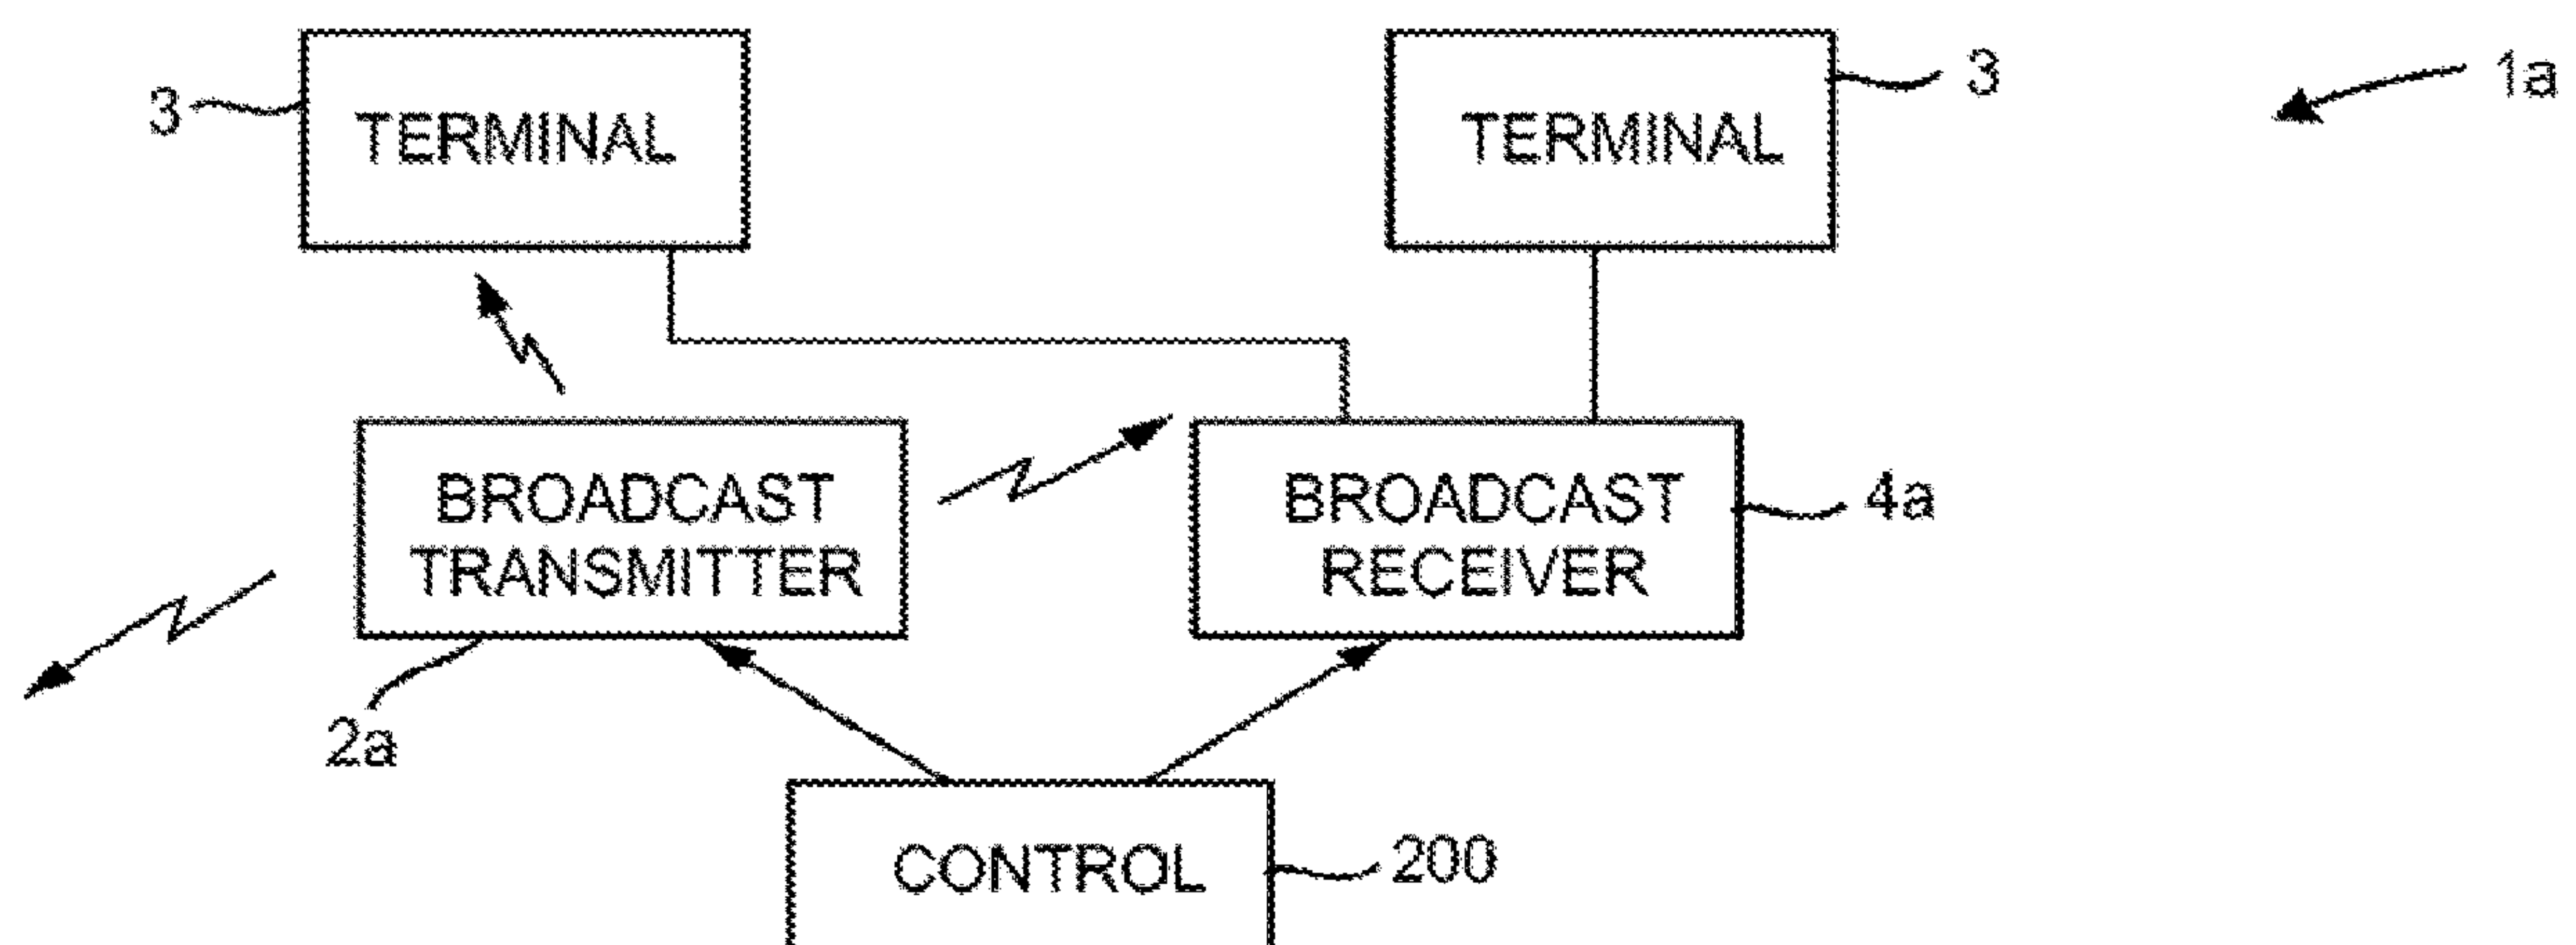 3
TERMINAL
TERMINAL
3
1a
BROADCAST
TRANSMITTER
BROADCAST
RECEIVER
4a
2a
CONTROL
200